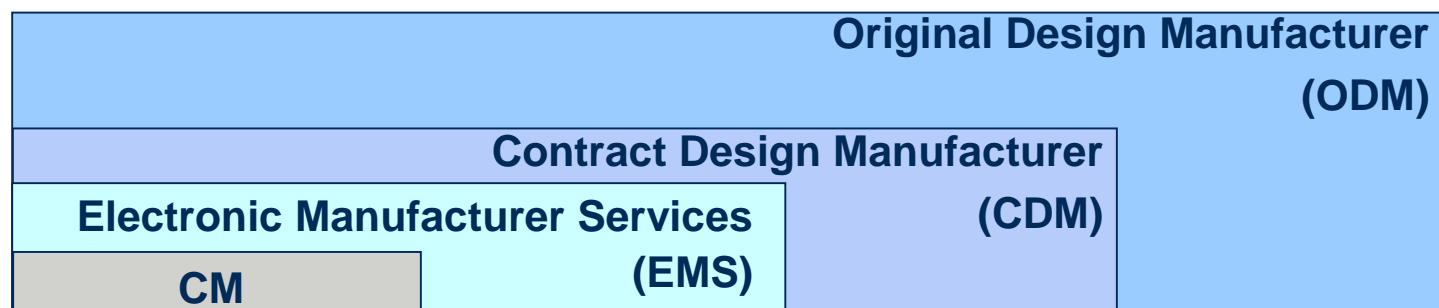 Original Design Manufacturer
(ODM)
Contract Design Manufacturer
(CDM)
Electronic Manufacturer Services
(EMS)
CM